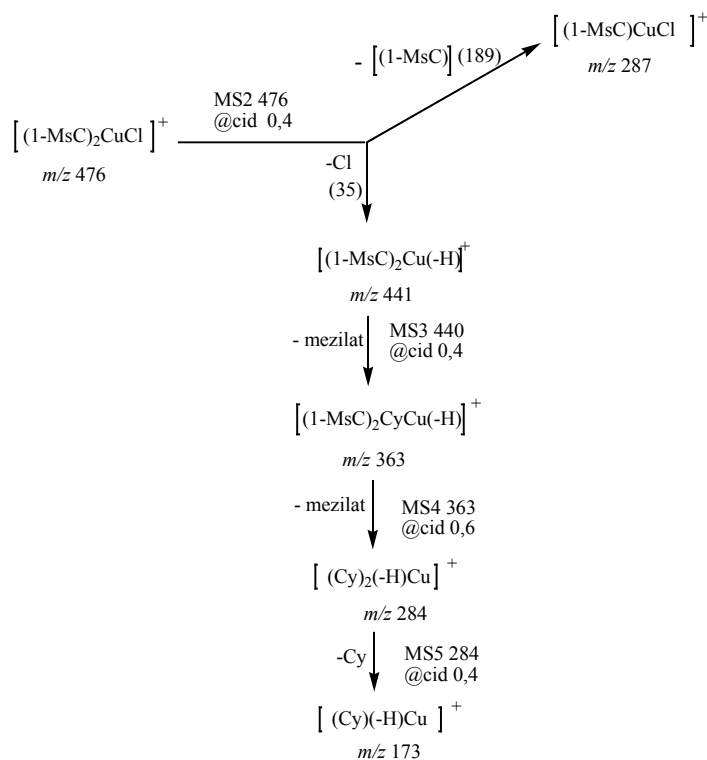 [(1-MsC)CuCl]⁺
- [(1-MsC)] (189)
m/z 287
MS2 476
@cid 0,4
[(1-MsC)₂CuCl]⁺
m/z 476
-Cl
(35)
[(1-MsC)₂Cu(-H)]⁺
m/z 441
- mezilat
MS3 440
@cid 0,4
[(1-MsC)₂CyCu(-H)]⁺
m/z 363
- mezilat
MS4 363
@cid 0,6
[(Cy)₂(-H)Cu]⁺
m/z 284
-Cy
MS5 284
@cid 0,4
[(Cy)(-H)Cu]⁺
m/z 173